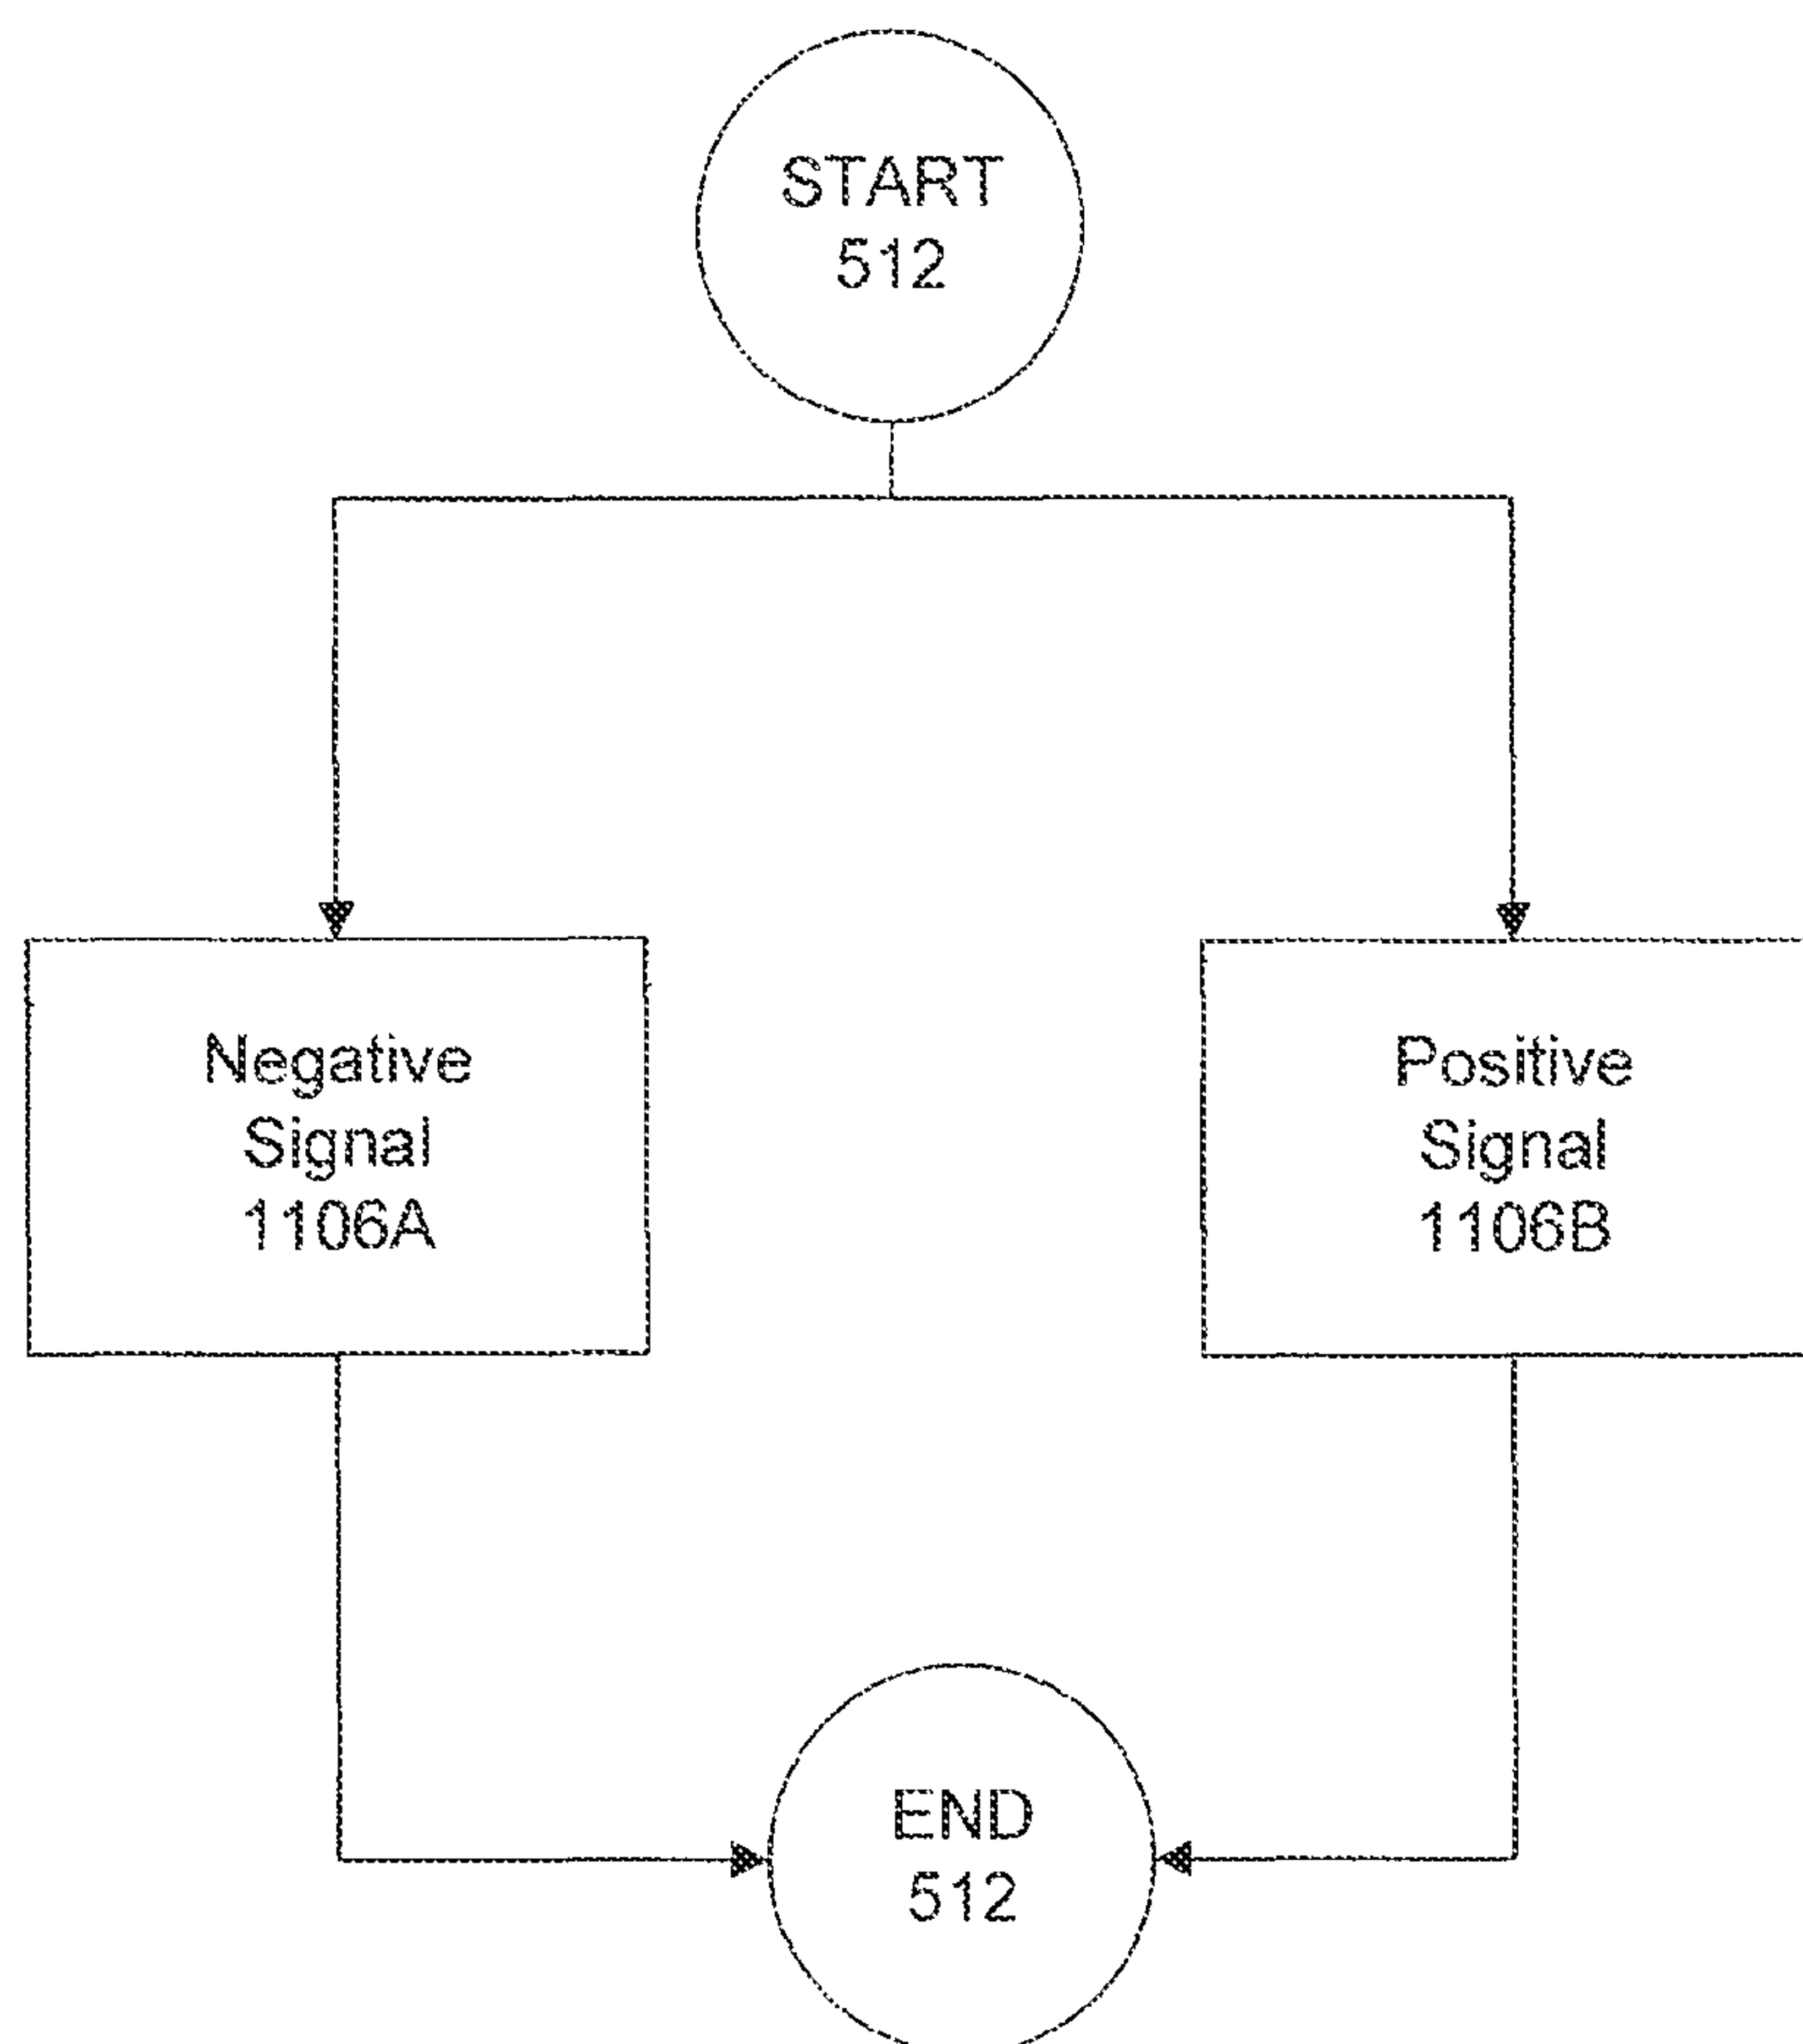 START
512
Negative
Signal
1106A
Positive
Signal
1106B
END
512